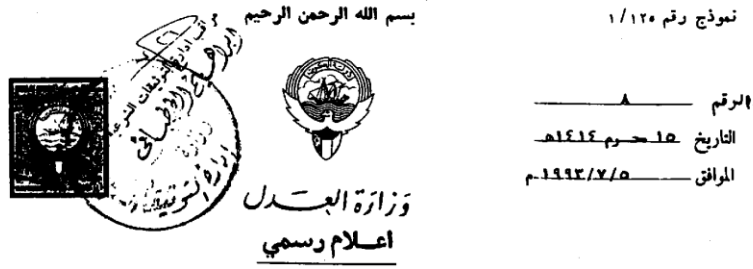 نموذج رقم ١/١٢٥
بسم الله الرحمن الرحيم
الرقم ٨
التاريخ ١٥ محرم ١٤١٤هـ
الموافق ١٩٩٣/٧/٥م
وزارة العدل
اعلام رسمي